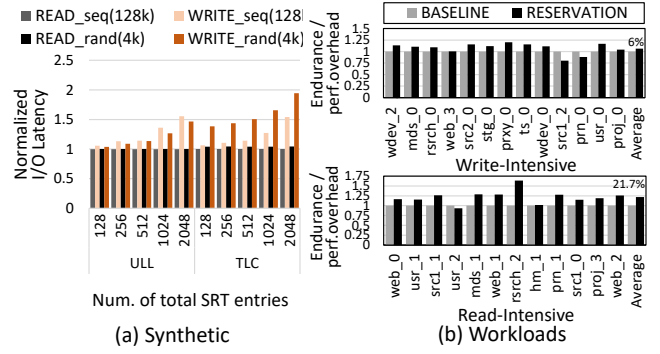 READ_seq(128k) WRITE_seq(128k)
READ_rand(4k) WRITE_rand(4k)
Normalized
I/O Latency
2.5
2
1.5
1
0.5
0
128 256 512 1024 2048 128 256 512 1024 2048
ULL TLC
Num. of total SRT entries
(a) Synthetic
BASELINE RESERVATION
Endurance /
perf.overhead
1.25
1
0.75
0.5
0.25
0
6%
wdev_2 mds_0 rsrch_0 web_3 src2_0 stg_0 prxy_0 ts_0 wdev_0 src1_2 prn_0 usr_0 proj_0 Average
Write-Intensive
Endurance /
perf.overhead
1.75
1.5
1.25
1
0.75
0.5
0.25
0
21.7%
web_0 usr_1 src1_1 usr_2 mds_1 web_1 rsrch_2 hm_1 prn_1 src1_0 proj_3 web_2 Average
Read-Intensive
(b) Workloads